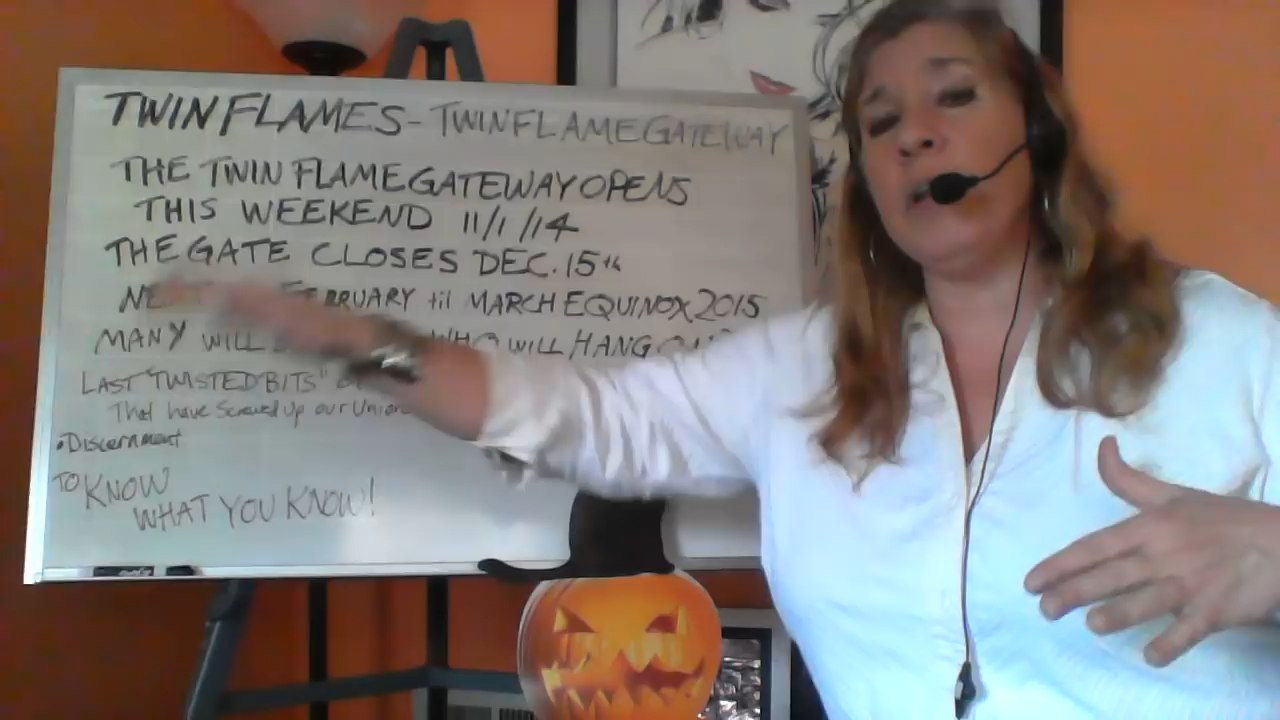 TWIN FLAMES - TWIN FLAME GATEWAY
THE TWIN FLAME GATEWAY OPENS
THIS WEEKEND 11/1/14
THE GATE CLOSES DEC. 15th
FEBRUARY til MARCH EQUINOX 2015
MANY WILL WHO WILL HANG
LAST "TWISTED BITS"
That have Screwed Up our Union
• Discernment
TO KNOW
WHAT YOU KNOW!